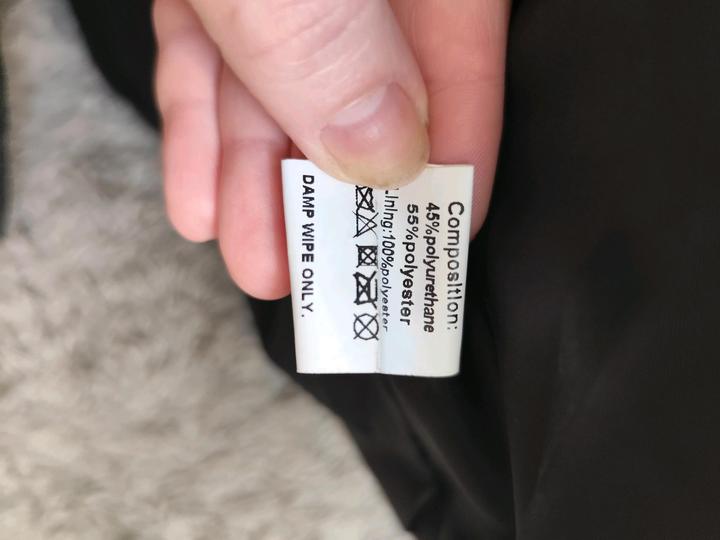 Composition:
45%polyurethane
55%polyester
Lining:100%polyester
DAMP WIPE ONLY.